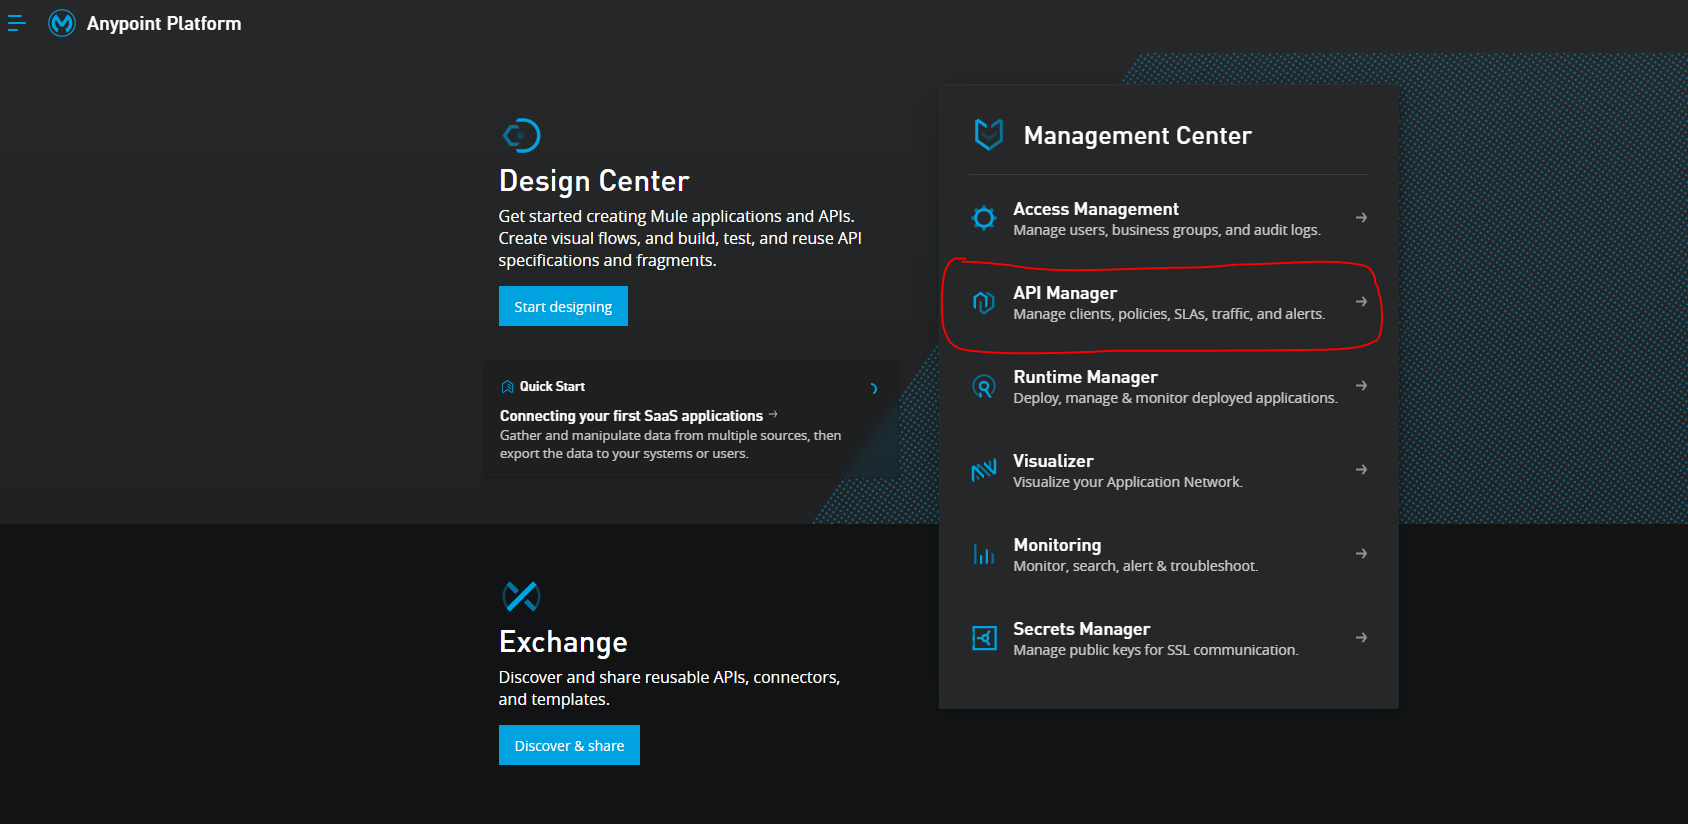 Anypoint Platform
Design Center
Get started creating Mule applications and APIs.
Create visual flows, and build, test, and reuse API
specifications and fragments.
Start designing
Quick Start
Connecting your first SaaS applications →
Gather and manipulate data from multiple sources, then
export the data to your systems or users.
Exchange
Discover and share reusable APIs, connectors,
and templates.
Discover & share
Management Center
Access Management
Manage users, business groups, and audit logs.
API Manager
Manage clients, policies, SLAs, traffic, and alerts.
Runtime Manager
Deploy, manage & monitor deployed applications.
Visualizer
Visualize your Application Network.
Monitoring
Monitor, search, alert & troubleshoot.
Secrets Manager
Manage public keys for SSL communication.